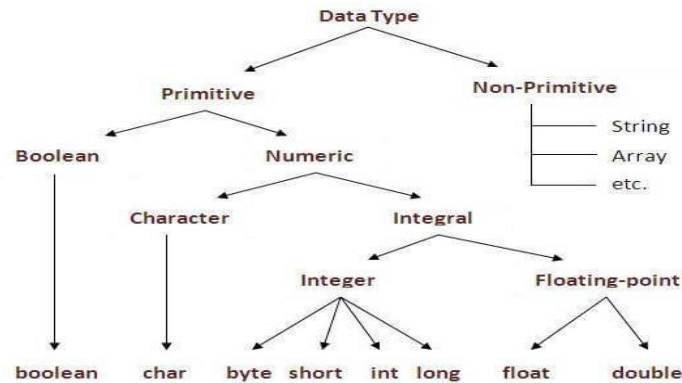 Data Type
Primitive
Non-Primitive
String
Array
etc.
Boolean
Numeric
Character
Integral
Integer
Floating-point
boolean char byte short int long float double